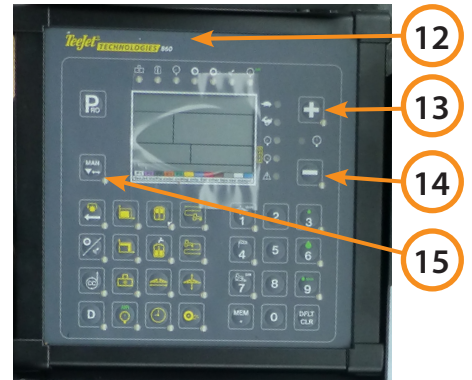 TeeJet TECHNOLOGIES 860
12
PRO
13
MAN
14
1 2 3
15
4 5 6
CC
7 8 9
D MEM 0 DFLT CLR